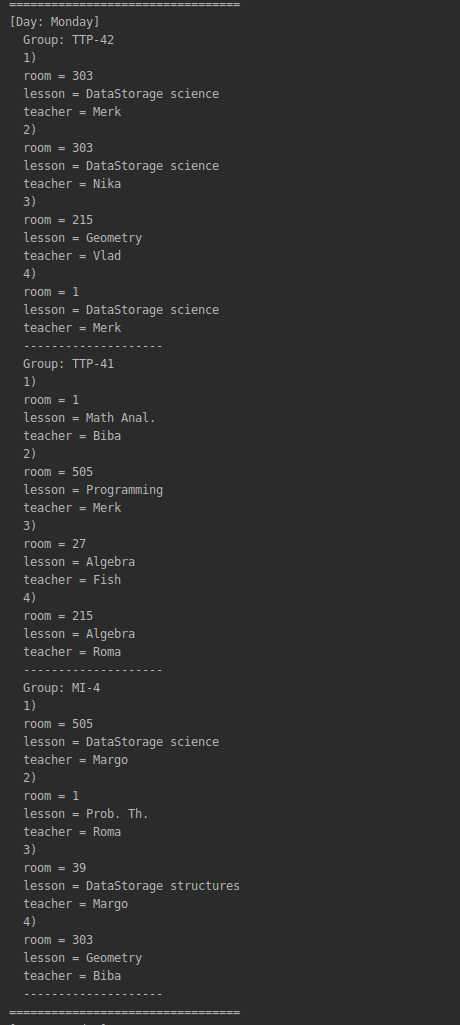 =================================
[Day: Monday]
Group: TTP-42
1)
room = 303
lesson = DataStorage science
teacher = Merk
2)
room = 303
lesson = DataStorage science
teacher = Nika
3)
room = 215
lesson = Geometry
teacher = Vlad
4)
room = 1
lesson = DataStorage science
teacher = Merk
--------------------
Group: TTP-41
1)
room = 1
lesson = Math Anal.
teacher = Biba
2)
room = 505
lesson = Programming
teacher = Merk
3)
room = 27
lesson = Algebra
teacher = Fish
4)
room = 215
lesson = Algebra
teacher = Roma
--------------------
Group: MI-4
1)
room = 505
lesson = DataStorage science
teacher = Margo
2)
room = 1
lesson = Prob. Th.
teacher = Roma
3)
room = 39
lesson = DataStorage structures
teacher = Margo
4)
room = 303
lesson = Geometry
teacher = Biba
--------------------
=================================